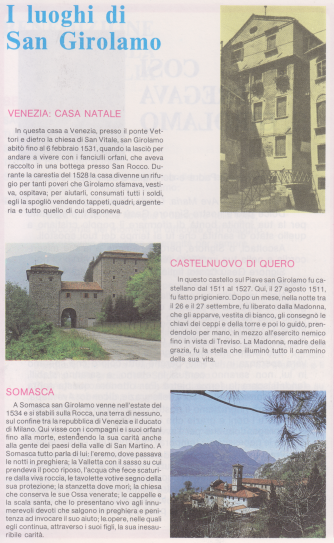 I luoghi di
San Girolamo
VENEZIA: CASA NATALE
In questa casa a Venezia, presso il ponte Vet-
tori e dietro la chiesa di San Vitale, san Girolamo
abitò fino al 6 febbraio 1531, quando la lasciò per
andare a vivere con i fanciulli orfani, che aveva
raccolto in una bottega presso San Rocco. Du-
rante la carestia del 1528 la casa divenne un rifu-
gio per tanti poveri che Girolamo sfamava, vesti-
va, ospitava; per aiutarli, consumati tutti i soldi,
egli la spogliò vendendo tappeti, quadri, argente-
ria e tutto quello di cui disponeva.
CASTELNUOVO DI QUERO
In questo castello sul Piave san Girolamo fu ca-
stellano dal 1511 al 1527. Qui, il 27 agosto 1511,
fu fatto prigioniero. Dopo un mese, nella notte tra
il 26 e il 27 settembre, fu liberato dalla Madonna,
che gli apparve, vestita di bianco, gli consegnò le
chiavi dei ceppi e della torre e poi lo guidò, pren-
dendolo per mano, in mezzo all'esercito nemico
fino in vista di Treviso. La Madonna, madre della
grazia, fu la stella che illuminò tutto il cammino
della sua vita.
SOMASCA
A Somasca san Girolamo venne nell'estate del
1534 e si stabilì sulla Rocca, una terra di nessuno,
sul confine tra la repubblica di Venezia e il ducato
di Milano. Qui visse con i compagni e i suoi orfani
fino alla morte, estendendo la sua carità anche
alla gente dei paesi della valle di San Martino. A
Somasca tutto parla di lui: l'eremo, dove passava
le notti in preghiera; la Valletta con il sasso su cui
prendeva il poco riposo, l'acqua che fece scaturi-
re dalla viva roccia, le tavolette votive segno della
sua protezione; la stanzetta dove morì; la chiesa
che conserva le sue Ossa venerate; le cappelle e
la scala santa, che lo presentano vivo agli innu-
merevoli devoti che salgono in preghiera e peni-
tenza ad invocare il suo aiuto; le opere, nelle quali
egli continua, attraverso i suoi figli, la sua inesau-
ribile carità.